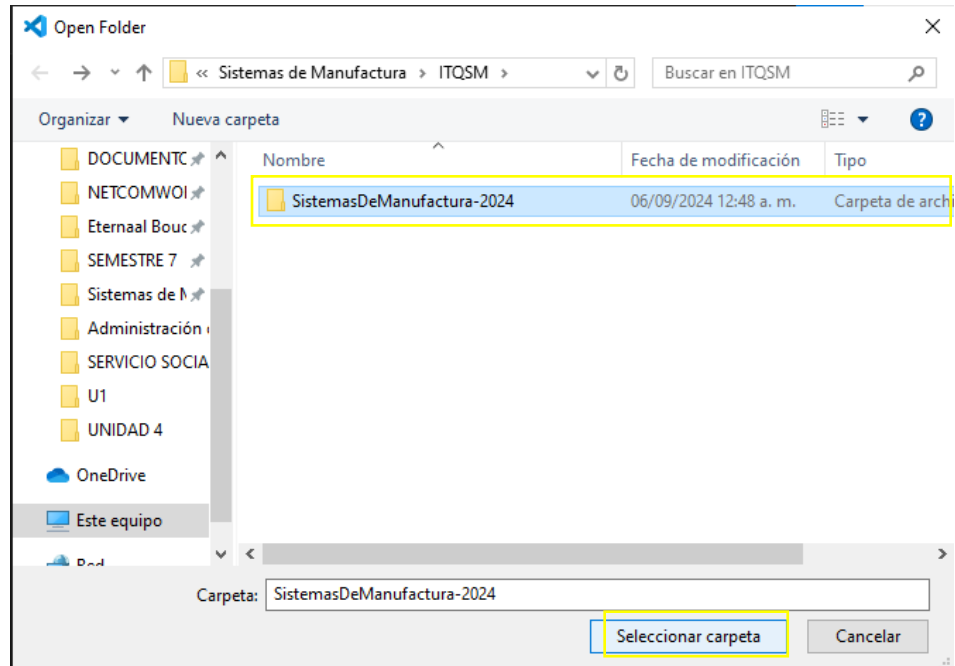 Open Folder
« Sistemas de Manufactura > ITQSM >
Buscar en ITQSM
Organizar
Nueva carpeta
DOCUMENTC
NETCOMWOI
Eternaal Bouc
SEMESTRE 7
Sistemas de
Administración
SERVICIO SOCIA
U1
UNIDAD 4
OneDrive
Este equipo
Red
Nombre
Fecha de modificación
Tipo
SistemasDeManufactura-2024
06/09/2024 12:48 a. m.
Carpeta de archi
Carpeta:
SistemasDeManufactura-2024
Seleccionar carpeta
Cancelar